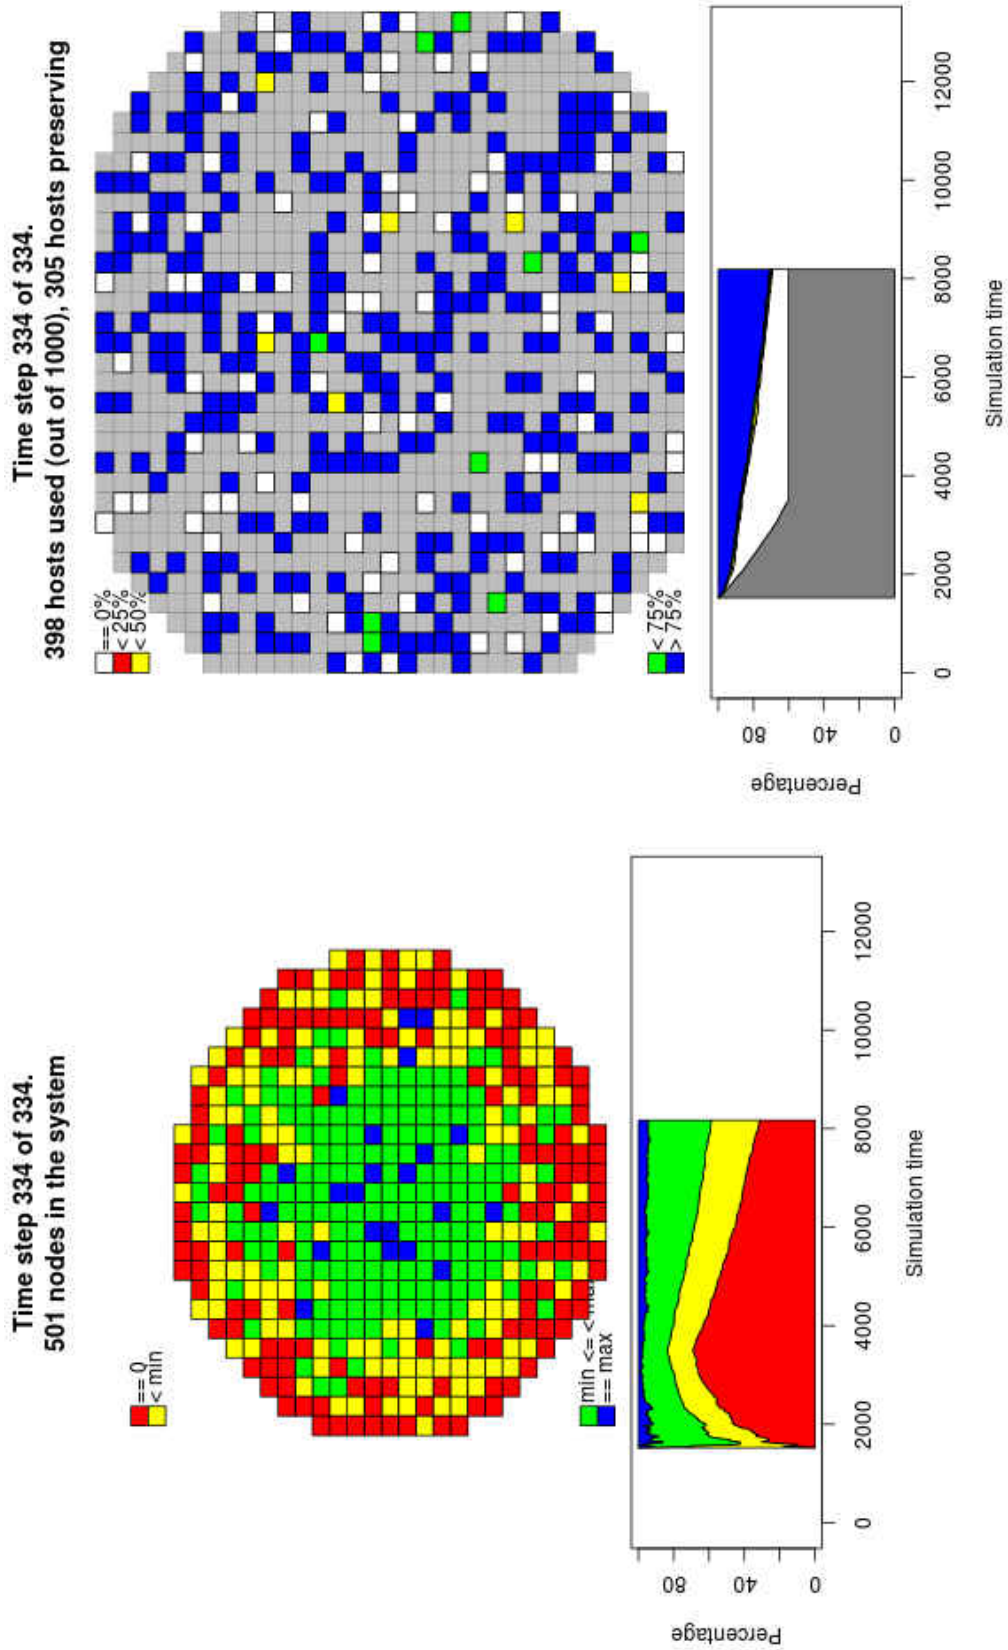 Time step 334 of 334.
501 nodes in the system
== 0
< min
min <= <
== max
Percentage
0
40
80
0
2000
4000
6000
8000
10000
12000
Simulation time
Time step 334 of 334.
398 hosts used (out of 1000), 305 hosts preserving
== 0%
< 25%
< 50%
< 75%
> 75%
Percentage
0
40
80
0
2000
4000
6000
8000
10000
12000
Simulation time